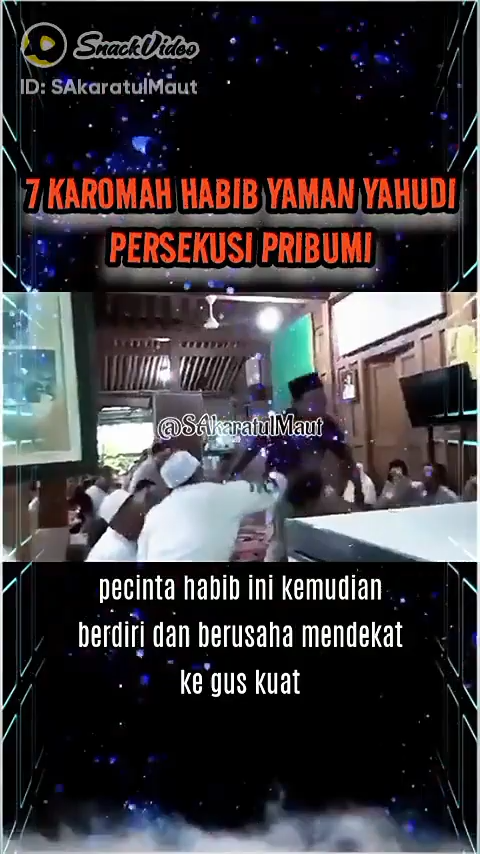 SnackVideo
ID: SAkaratulMaut
7 KAROMAH HABIB YAMAN YAHUDI
PERSEKUSI PRIBUMI
@SAkaratulMaut
pecinta habib ini kemudian
berdiri dan berusaha mendekat
ke gus kuat